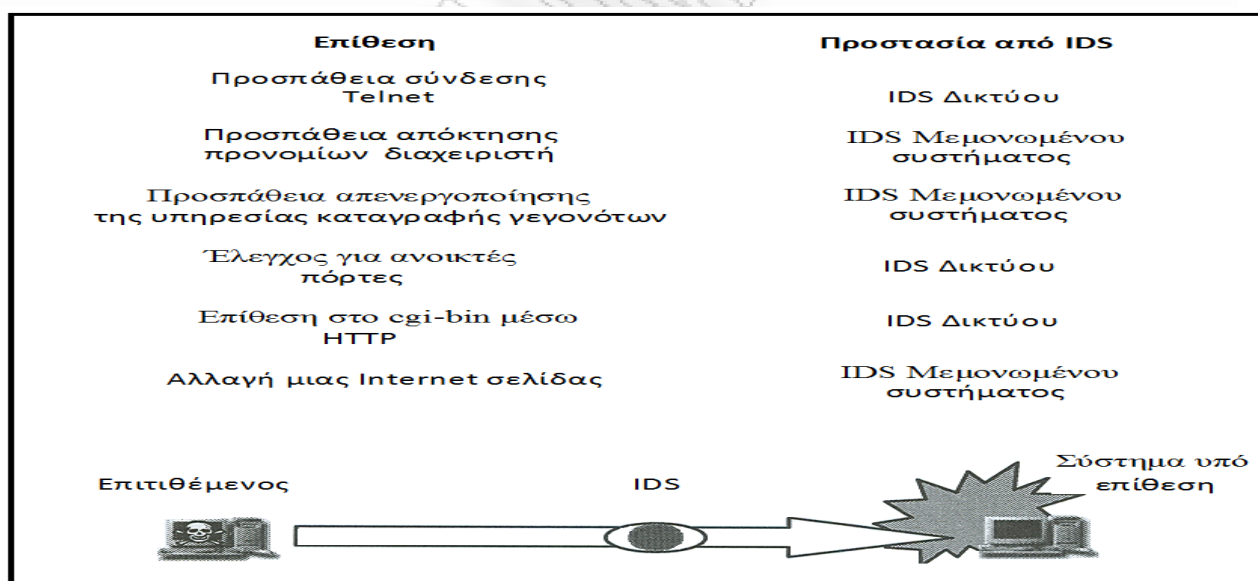 Επίθεση
Προστασία από IDS
Προσπάθεια σύνδεσης
Telnet
IDS Δικτύου
Προσπάθεια απόκτησης
προνομίων διαχειριστή
IDS Μεμονωμένου
συστήματος
Προσπάθεια απενεργοποίησης
της υπηρεσίας καταγραφής γεγονότων
IDS Μεμονωμένου
συστήματος
Έλεγχος για ανοικτές
πόρτες
IDS Δικτύου
Επίθεση στο cgi-bin μέσω
HTTP
IDS Δικτύου
Αλλαγή μιας Internet σελίδας
IDS Μεμονωμένου
συστήματος
Επιτιθέμενος
IDS
Σύστημα υπό
επίθεση